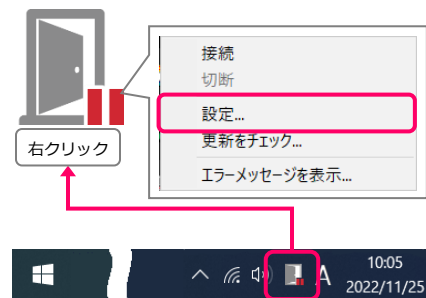 接続
切断
設定...
更新をチェック...
エラーメッセージを表示...
右クリック
A
10:05
2022/11/25